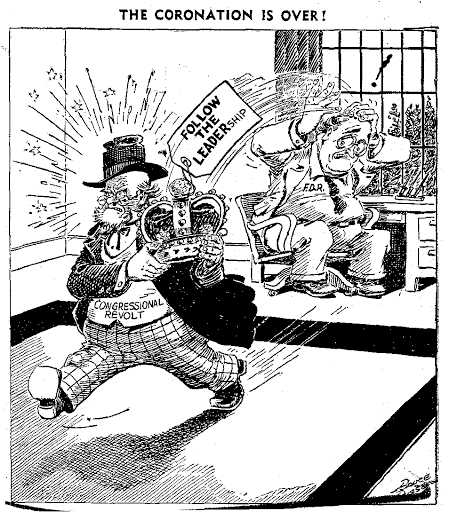 THE CORONATION IS OVER!
FOLLOW
THE
LEADERSHIP
F.D.R.
CONGRESSIONAL
REVOLT